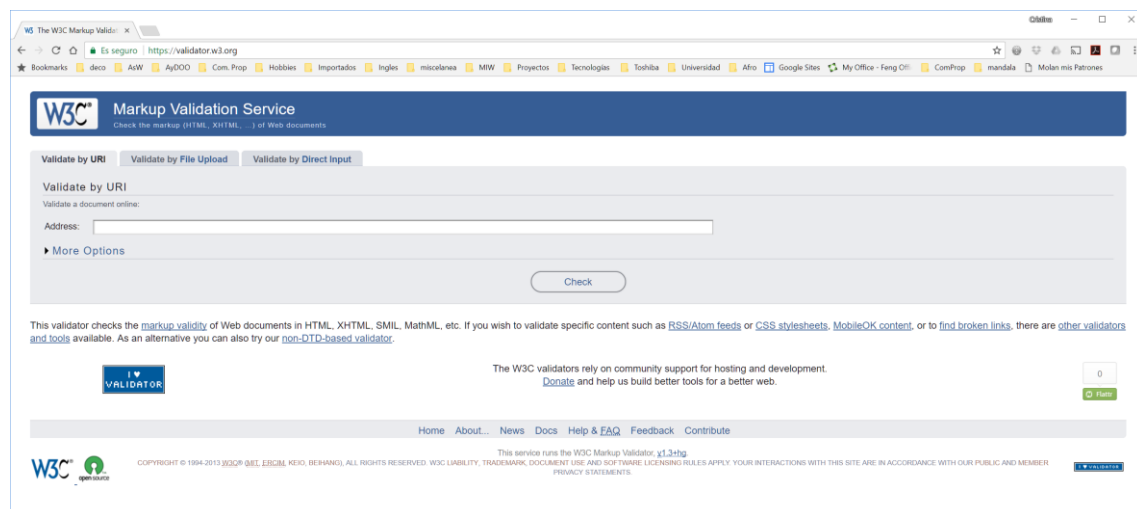 Cristina
W3 The W3C Markup Valida
Es seguro https://validator.w3.org
Bookmarks deco AsW AyDOO Com. Prop Hobbies Importados Ingles miscelanea MIW Proyectos Tecnologías Toshiba Universidad Afro Google Sites My Office - Feng Offi ComProp mandala Molan mis Patrones
W3C® Markup Validation Service
Check the markup (HTML, XHTML, ...) of Web documents
Validate by URI Validate by File Upload Validate by Direct Input
Validate by URI
Validate a document online:
Address:
More Options
Check
This validator checks the markup validity of Web documents in HTML, XHTML, SMIL, MathML, etc. If you wish to validate specific content such as RSS/Atom feeds or CSS stylesheets, MobileOK content, or to find broken links, there are other validators
and tools available. As an alternative you can also try our non-DTD-based validator.
I ♥
VALIDATOR
The W3C validators rely on community support for hosting and development.
Donate and help us build better tools for a better web.
0
Flattr
Home About... News Docs Help & FAQ Feedback Contribute
W3C® open source
This service runs the W3C Markup Validator, v1.3+hg.
COPYRIGHT © 1994-2013 W3C® (MIT, ERCIM, KEIO, BEIHANG), ALL RIGHTS RESERVED. W3C LIABILITY, TRADEMARK, DOCUMENT USE AND SOFTWARE LICENSING RULES APPLY. YOUR INTERACTIONS WITH THIS SITE ARE IN ACCORDANCE WITH OUR PUBLIC AND MEMBER
PRIVACY STATEMENTS.
I ♥ VALIDATOR